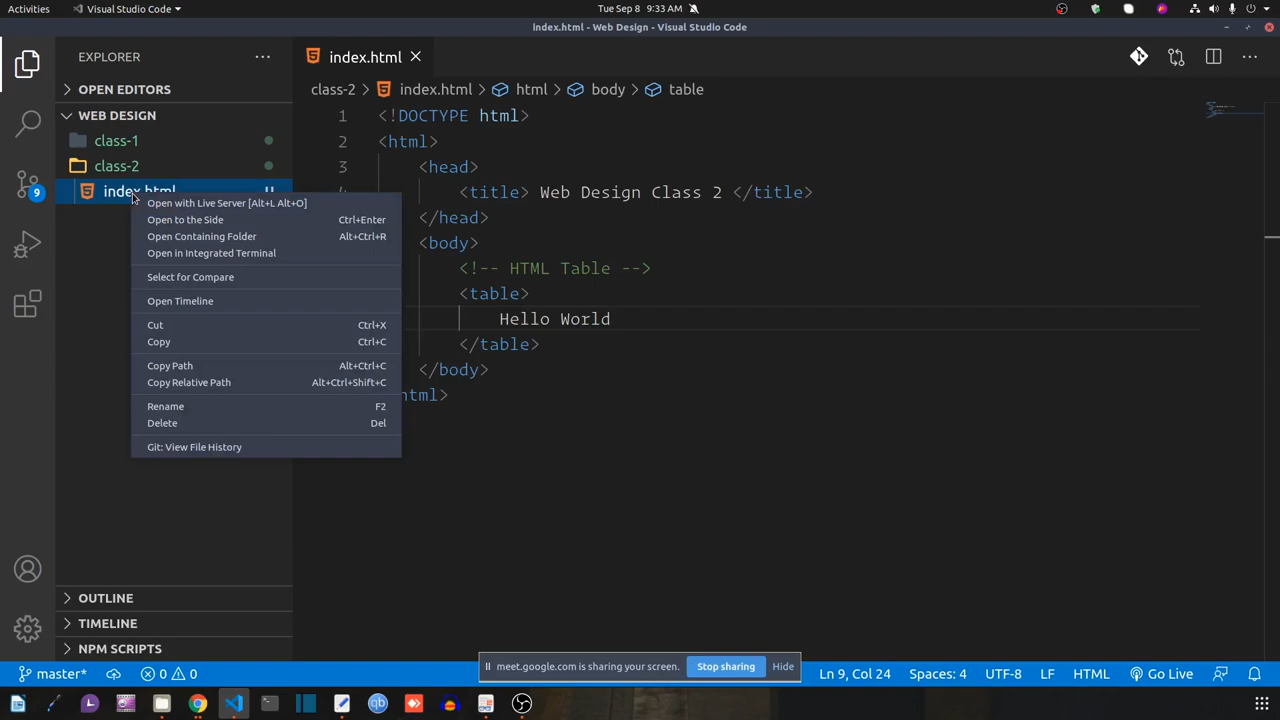 Activities
Visual Studio Code
Tue Sep 8 9:33 AM
index.html - Web Design - Visual Studio Code
EXPLORER
index.html
OPEN EDITORS
class-2 index.html html body table
WEB DESIGN
class-1
class-2
index.html U
9
1 <!DOCTYPE html>
2 <html>
3 <head>
4 <title> Web Design Class 2 </title>
</head>
<body>
<!-- HTML Table -->
<table>
Hello World
</table>
</body>
Open with Live Server [Alt+L Alt+O]
Open to the Side Ctrl+Enter
Open Containing Folder Alt+Ctrl+R
Open in Integrated Terminal
Select for Compare
Open Timeline
Cut Ctrl+X
Copy Ctrl+C
Copy Path Alt+Ctrl+C
Copy Relative Path Alt+Ctrl+Shift+C
Rename F2
Delete Del
Git: View File History
OUTLINE
TIMELINE
NPM SCRIPTS
meet.google.com is sharing your screen. Stop sharing Hide
master* 0 0 Ln 9, Col 24 Spaces: 4 UTF-8 LF HTML Go Live
qb